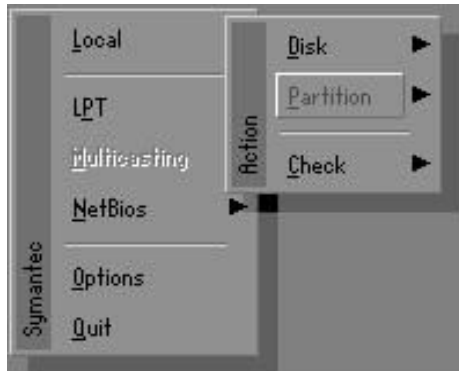 Local
LPT
Multicasting
NetBios
Options
Quit
Symantec
Disk
Partition
Check
Action